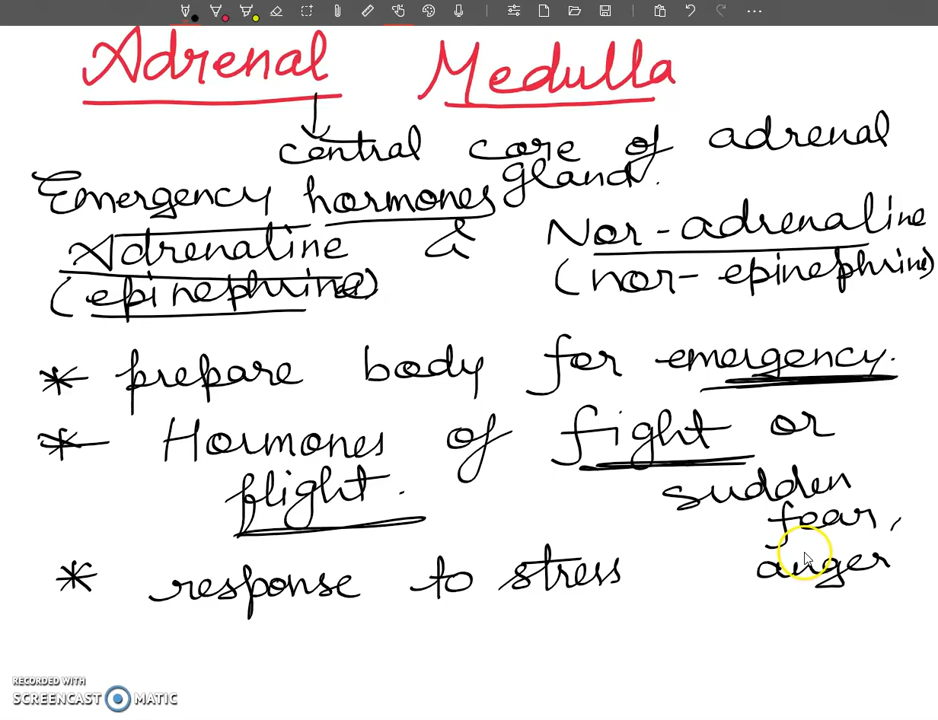 Adrenal Medulla
central care of adrenal
gland.
Emergency hormones
Adrenaline & Nor-adrenaline
(epinephrine) (nor-epinephrine)
* prepare body for emergency.
* Hormones of fight or
flight.
sudden
fear,
anger
* response to stress
RECORDED WITH
SCREENCAST MATIC